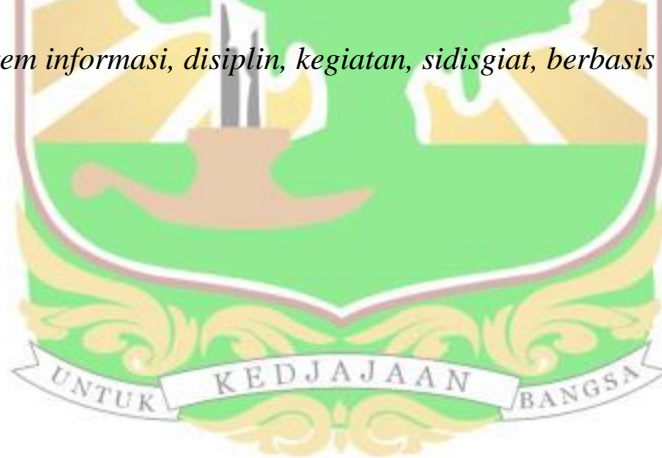 em informasi, disiplin, kegiatan, sidisgiat, berbasis
UNTUK KEDJAJAAN BANGSA